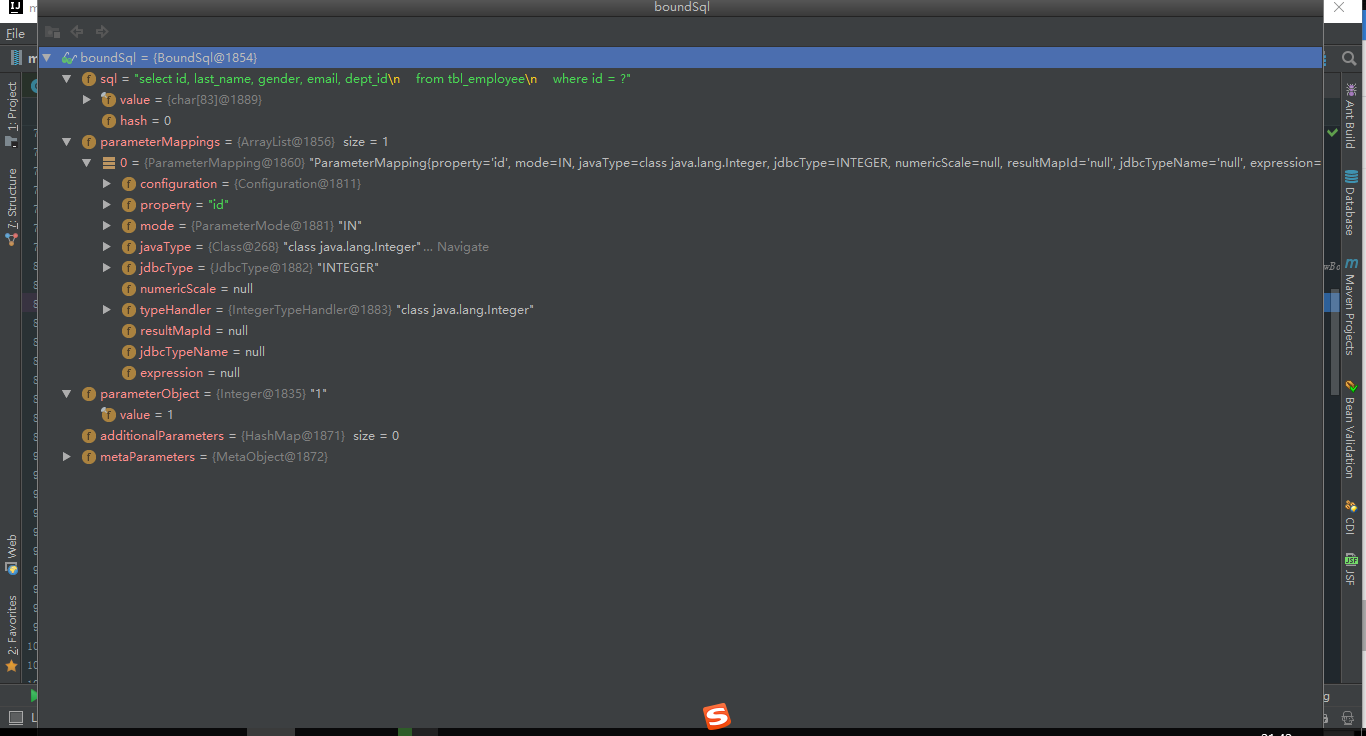 boundSql
File
boundSql = {BoundSql@1854}
sql = "select id, last_name, gender, email, dept_id\n    from tbl_employee\n    where id = ?"
value = {char[83]@1889}
hash = 0
parameterMappings = {ArrayList@1856}  size = 1
0 = {ParameterMapping@1860} "ParameterMapping{property='id', mode=IN, javaType=class java.lang.Integer, jdbcType=INTEGER, numericScale=null, resultMapId='null', jdbcTypeName='null', expression=
configuration = {Configuration@1811}
property = "id"
mode = {ParameterMode@1881} "IN"
javaType = {Class@268} "class java.lang.Integer" ... Navigate
jdbcType = {JdbcType@1882} "INTEGER"
numericScale = null
typeHandler = {IntegerTypeHandler@1883} "class java.lang.Integer"
resultMapId = null
jdbcTypeName = null
expression = null
parameterObject = {Integer@1835} "1"
value = 1
additionalParameters = {HashMap@1871}  size = 0
metaParameters = {MetaObject@1872}
1: Project
7: Structure
Web
2: Favorites
Ant Build
Database
Maven Projects
Bean Validation
CDI
JSF